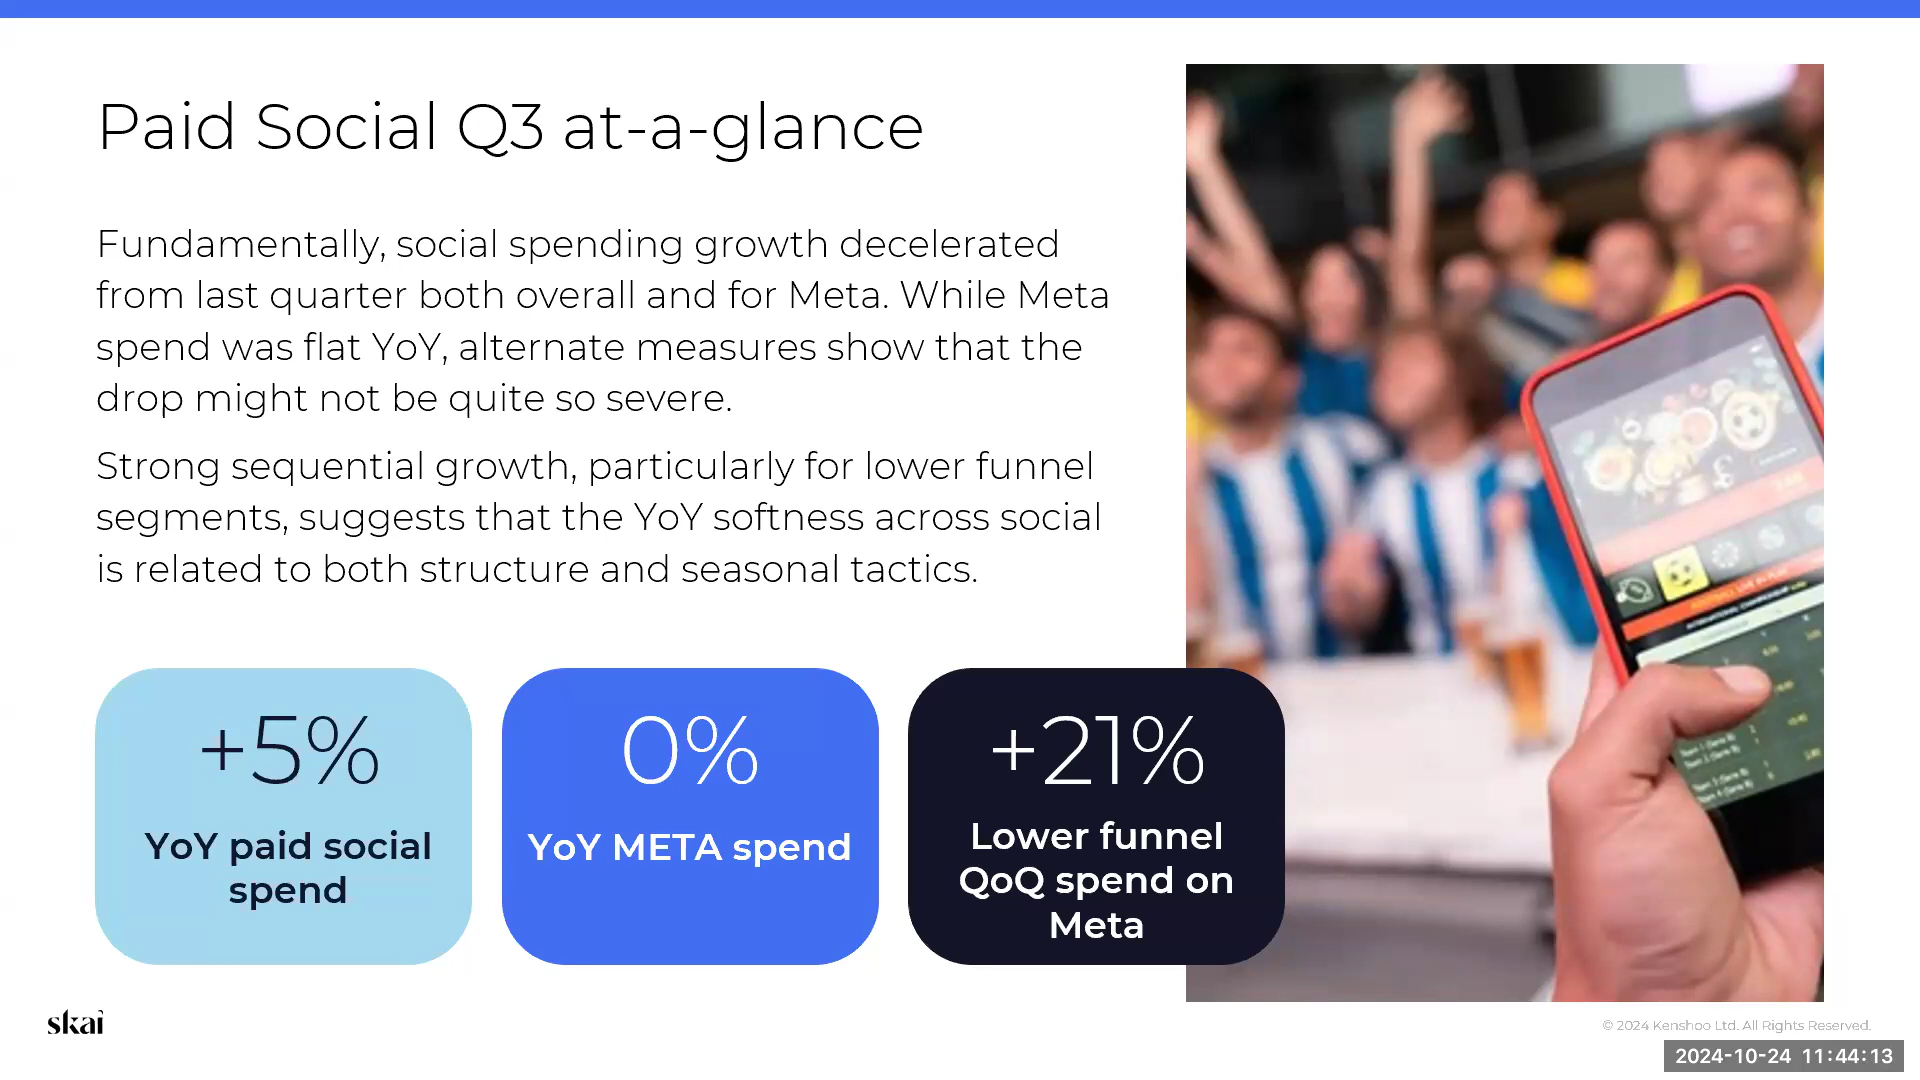 Paid Social Q3 at-a-glance
Fundamentally, social spending growth decelerated
from last quarter both overall and for Meta. While Meta
spend was flat YoY, alternate measures show that the
drop might not be quite so severe.
Strong sequential growth, particularly for lower funnel
segments, suggests that the YoY softness across social
is related to both structure and seasonal tactics.
+5%
YoY paid social
spend
0%
YoY META spend
+21%
Lower funnel
QoQ spend on
Meta
skai
© 2024 Kenshoo Ltd. All Rights Reserved.
2024-10-24 11:44:13